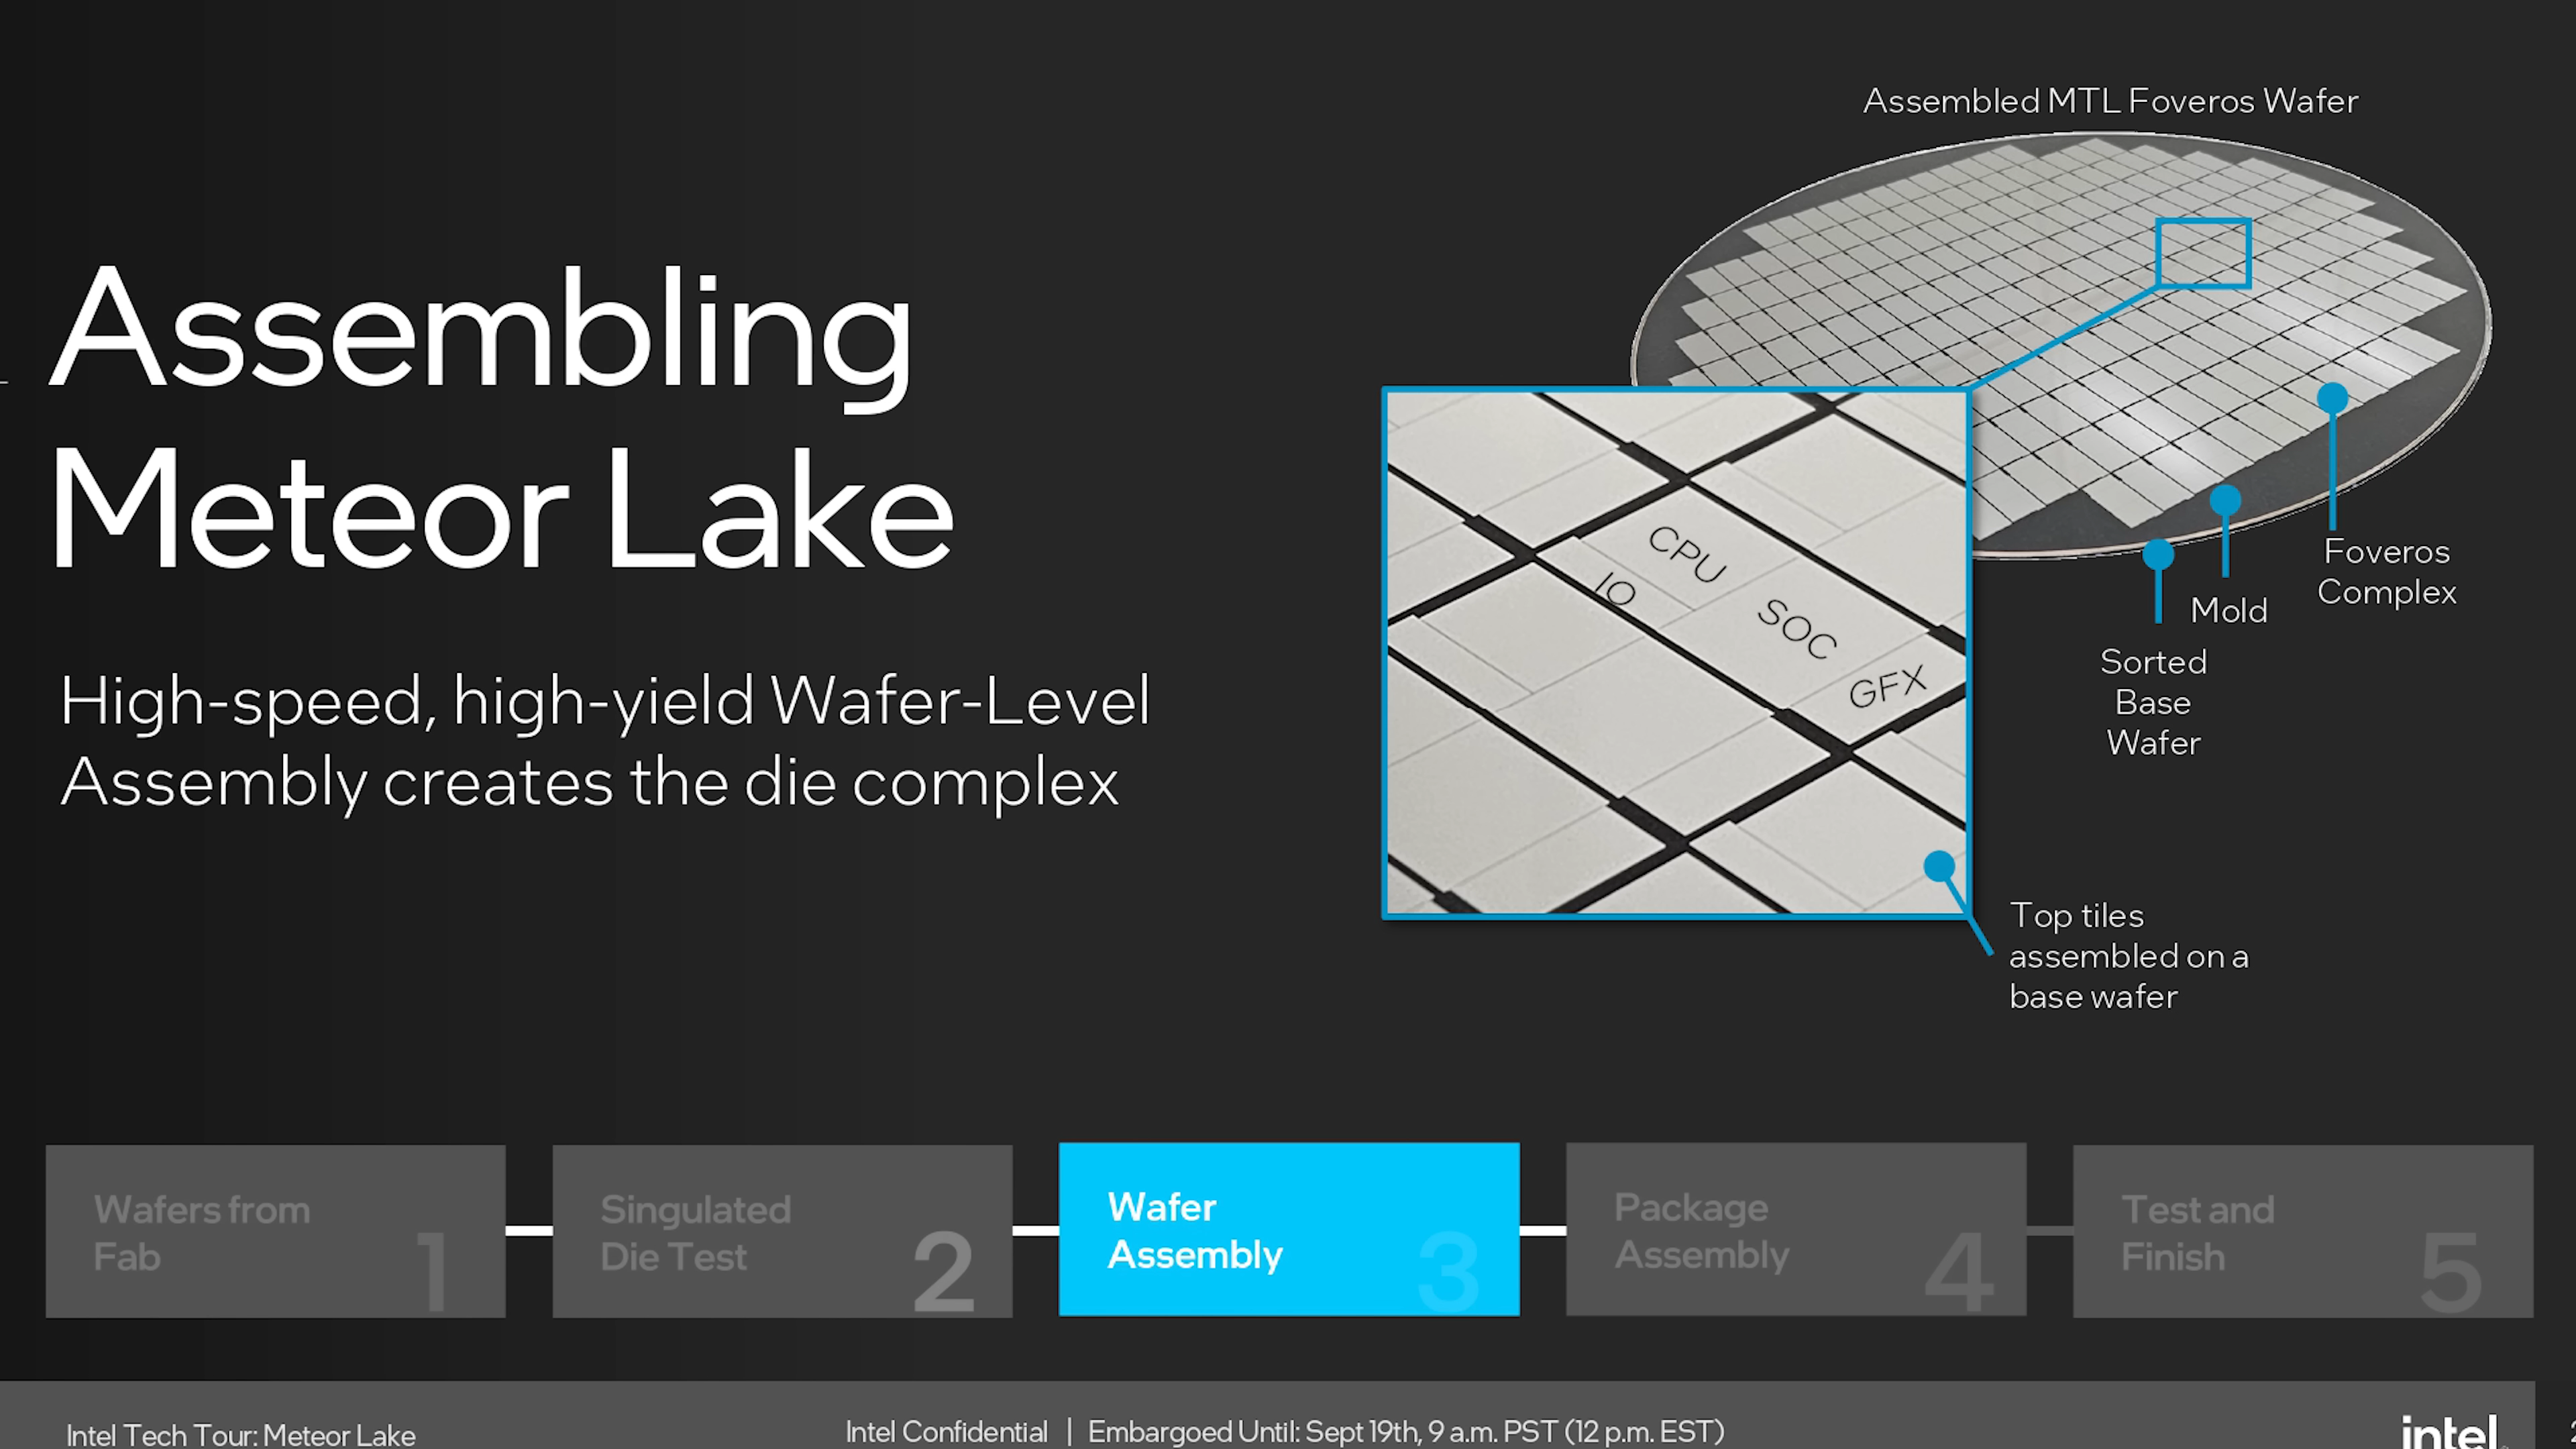 Assembled MTL Foveros Wafer
Assembling
Meteor Lake
High-speed, high-yield Wafer-Level
Assembly creates the die complex
CPU
IO
SOC
GFX
Foveros
Complex
Mold
Sorted
Base
Wafer
Top tiles
assembled on a
base wafer
Wafers from
Fab
1
Singulated
Die Test
2
Wafer
Assembly
3
Package
Assembly
4
Test and
Finish
5
Intel Tech Tour: Meteor Lake
Intel Confidential | Embargoed Until: Sept 19th, 9 a.m. PST (12 p.m. EST)
intel